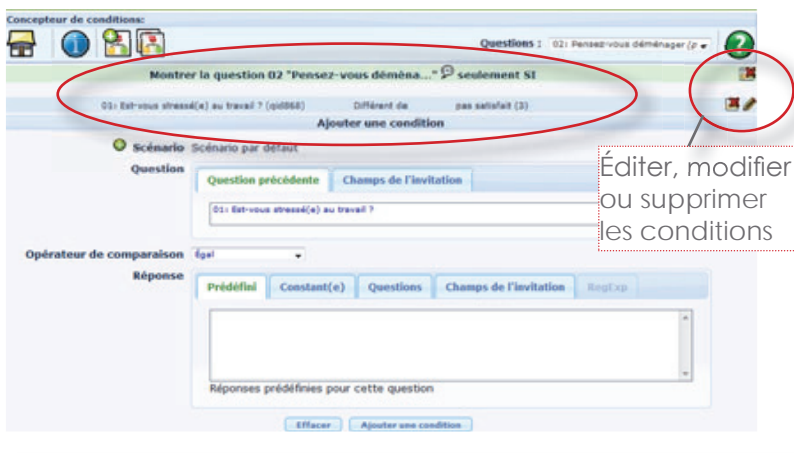 Concepteur de conditions:
Questions : 02: Pensez-vous déménager (p
Montrer la question 02 "Pensez-vous déména..." seulement SI
01: Est-vous stressé(e) au travail ? (qid868) Différent de pas satisfait (3)
Ajouter une condition
Scénario Scénario par défaut
Question
Question précédente Champs de l'invitation
01: Est-vous stressé(e) au travail ?
Éditer, modifier
ou supprimer
les conditions
Opérateur de comparaison Égal
Réponse
Prédéfini Constant(e) Questions Champs de l'invitation RegExp
Réponses prédéfinies pour cette question
Effacer Ajouter une condition